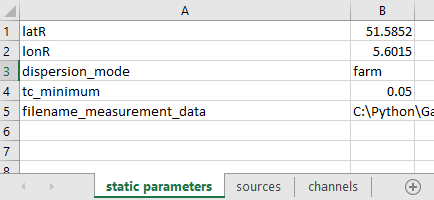 A B
1 latR 51.5852
2 lonR 5.6015
3 dispersion_mode farm
4 tc_minimum 0.05
5 filename_measurement_data C:\Python\Ga
6
7
8
static parameters sources channels